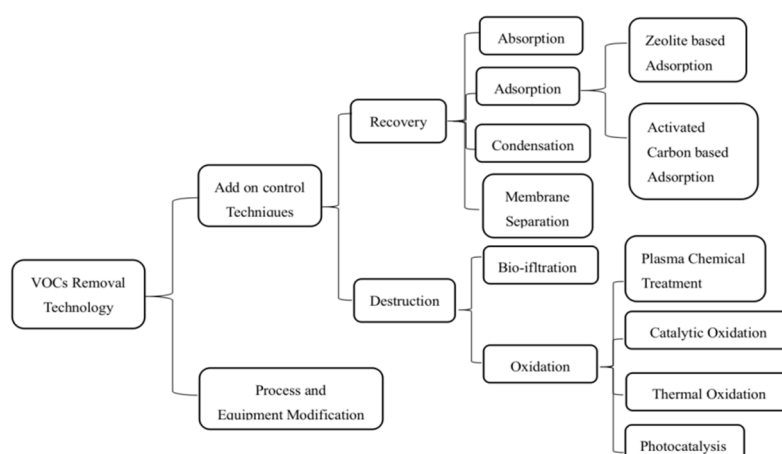 VOCs Removal
Technology
Add on control
Techniques
Process and
Equipment Modification
Recovery
Destruction
Absorption
Adsorption
Condensation
Membrane
Separation
Bio-ifltration
Oxidation
Zeolite based
Adsorption
Activated
Carbon based
Adsorption
Plasma Chemical
Treatment
Catalytic Oxidation
Thermal Oxidation
Photocatalysis